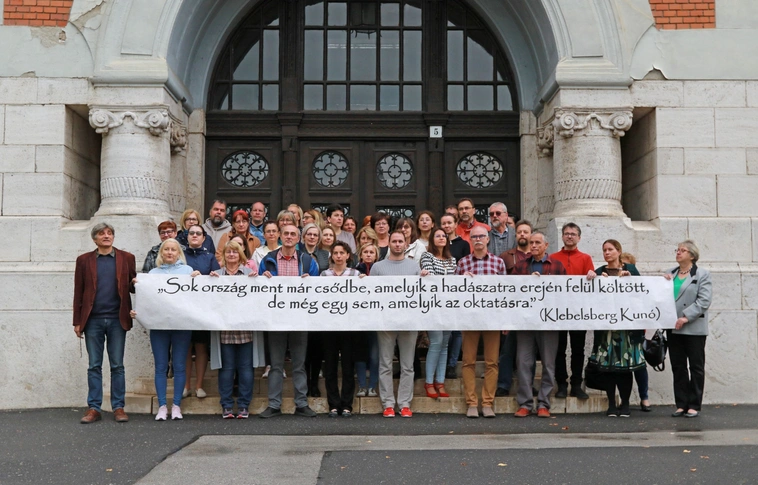 5
„Sok ország ment már csődbe, amelyik a hadászatra erején felül költött,
de még egy sem, amelyik az oktatásra”
(Klebelsberg Kunó)